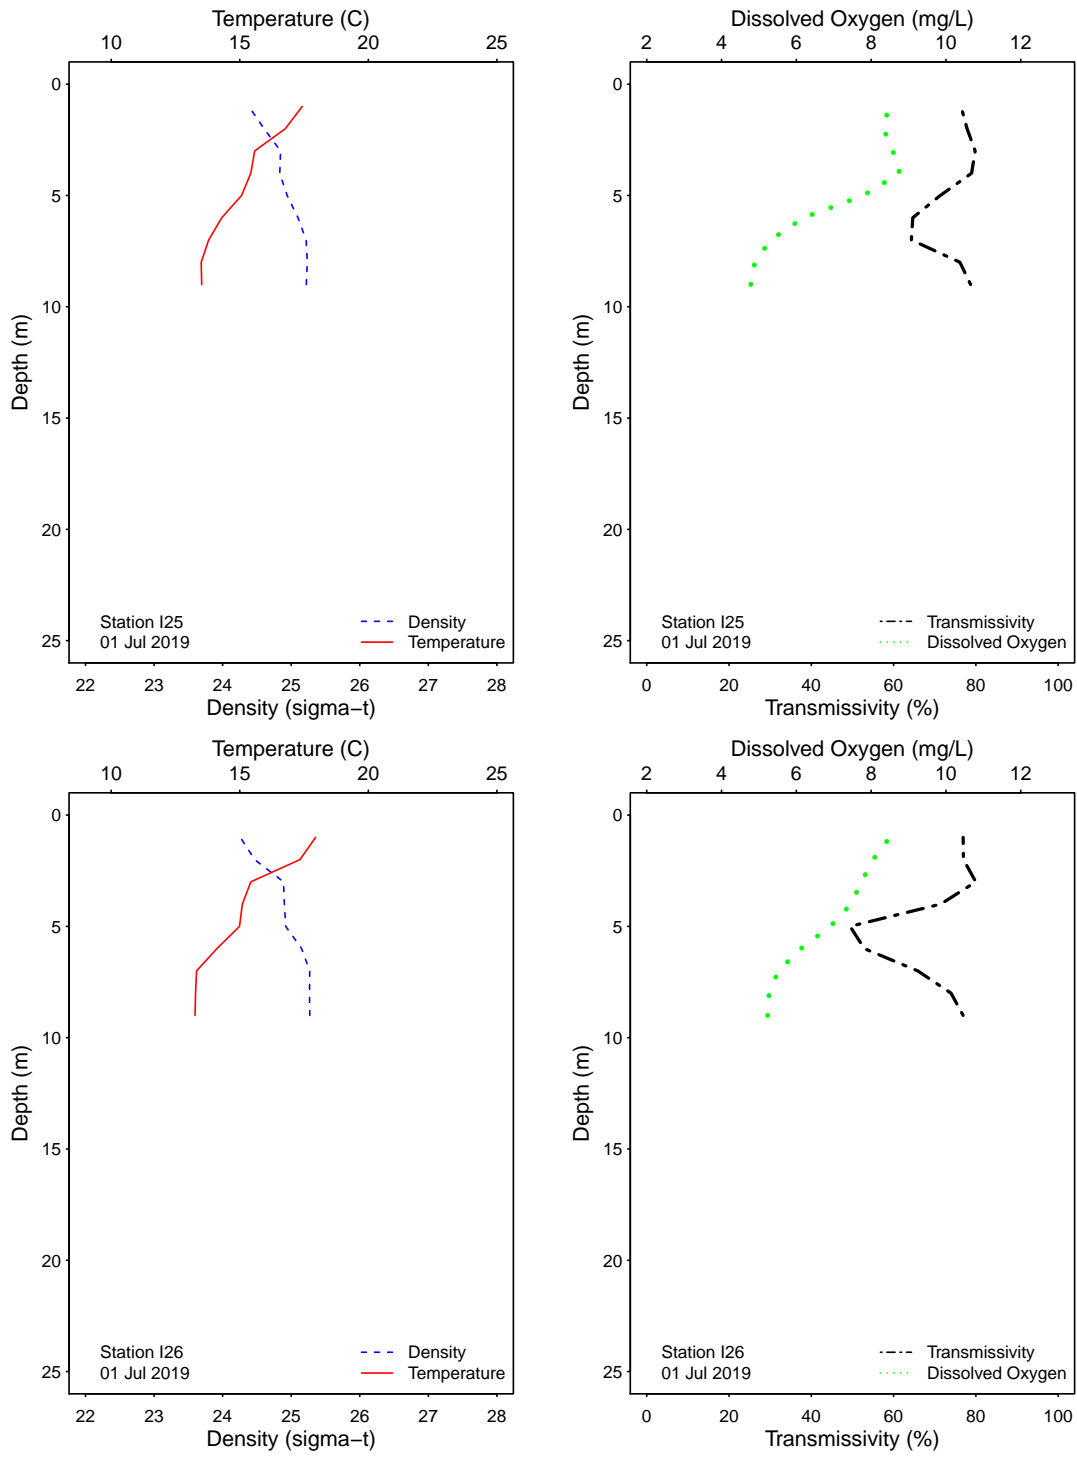 Temperature (C)
10 15 20 25
0
5
10
15
20
25
Depth (m)
Station I25
01 Jul 2019
Density
Temperature
22 23 24 25 26 27 28
Density (sigma−t)
Dissolved Oxygen (mg/L)
2 4 6 8 10 12
0
5
10
15
20
25
Depth (m)
Station I25
01 Jul 2019
Transmissivity
Dissolved Oxygen
0 20 40 60 80 100
Transmissivity (%)
Temperature (C)
10 15 20 25
0
5
10
15
20
25
Depth (m)
Station I26
01 Jul 2019
Density
Temperature
22 23 24 25 26 27 28
Density (sigma−t)
Dissolved Oxygen (mg/L)
2 4 6 8 10 12
0
5
10
15
20
25
Depth (m)
Station I26
01 Jul 2019
Transmissivity
Dissolved Oxygen
0 20 40 60 80 100
Transmissivity (%)